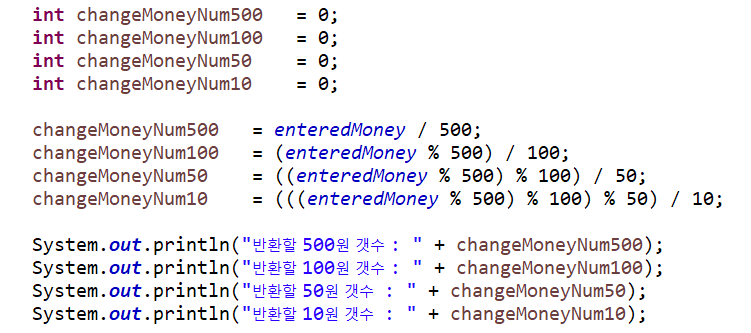 int changeMoneyNum500   = 0;
int changeMoneyNum100   = 0;
int changeMoneyNum50    = 0;
int changeMoneyNum10    = 0;

changeMoneyNum500   = enteredMoney / 500;
changeMoneyNum100   = (enteredMoney % 500) / 100;
changeMoneyNum50    = ((enteredMoney % 500) % 100) / 50;
changeMoneyNum10    = (((enteredMoney % 500) % 100) % 50) / 10;

System.out.println("반환할 500원 갯수 : " + changeMoneyNum500);
System.out.println("반환할 100원 갯수 : " + changeMoneyNum100);
System.out.println("반환할 50원 갯수 : " + changeMoneyNum50);
System.out.println("반환할 10원 갯수 : " + changeMoneyNum10);